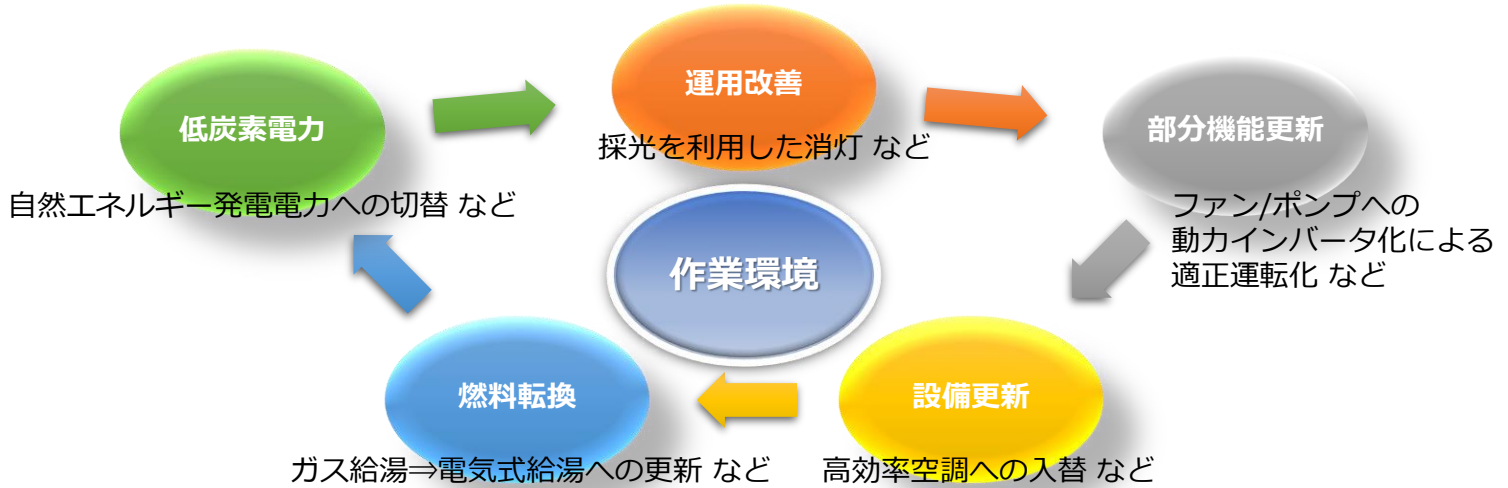 運用改善
採光を利用した消灯 など
低炭素電力
自然エネルギー発電電力への切替 など
部分機能更新
ファン/ポンプへの
動力インバータ化による
適正運転化 など
作業環境
燃料転換
ガス給湯⇒電気式給湯への更新 など
設備更新
高効率空調への入替 など